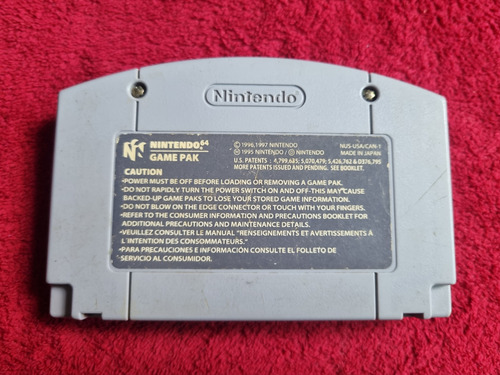 Nintendo
NINTENDO 64
GAME PAK
© 1996, 1997 NINTENDO
Ⓜ 1995 NINTENDO / © NINTENDO
NUS-USA/CAN-1
MADE IN JAPAN
U.S. PATENTS : 4,799,635; 5,070,479; 5,426,762 & D376,795
MORE PATENTS ISSUED AND PENDING. SEE BOOKLET.
CAUTION
•POWER MUST BE OFF BEFORE LOADING OR REMOVING A GAME PAK.
•DO NOT RAPIDLY TURN THE POWER SWITCH ON AND OFF-THIS MAY CAUSE
BACKED-UP GAME PAKS TO LOSE YOUR STORED GAME INFORMATION.
•DO NOT BLOW ON THE EDGE CONNECTOR OR TOUCH WITH YOUR FINGERS.
•REFER TO THE CONSUMER INFORMATION AND PRECAUTIONS BOOKLET FOR
ADDITIONAL PRECAUTIONS AND MAINTENANCE DETAILS.
•VEUILLEZ CONSULTER LE MANUAL "RENSEIGNEMENTS ET AVERTISSEMENTS À
L'INTENTION DES CONSOMMATEURS."
•PARA PRECAUCIONES E INFORMACIÓN CONSULTE EL FOLLETO DE
SERVICIO AL CONSUMIDOR.